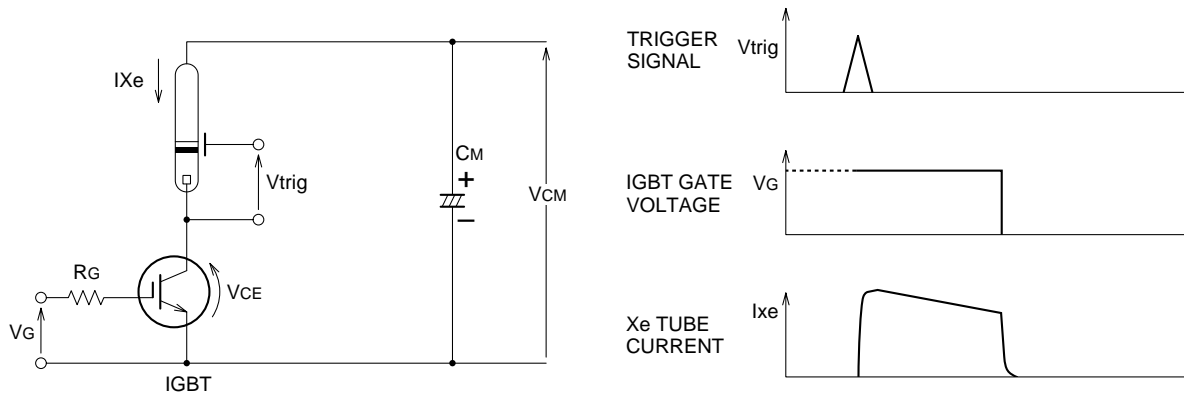 IXe
Vtrig
CM
+
–
VCM
RG
VCE
VG
IGBT
TRIGGER
SIGNAL
Vtrig
IGBT GATE
VOLTAGE
VG
Xe TUBE
CURRENT
Ixe